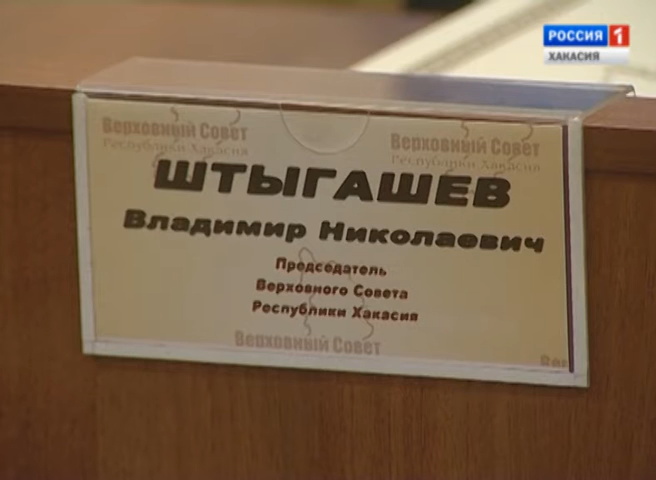 РОССИЯ 1
ХАКАСИЯ
Верховный Совет
Республики Хакасия
Верховный Совет
Республики Хакасия
ШТЫГАШЕВ
Владимир Николаевич
Председатель
Верховного Совета
Республики Хакасия
Верховный Совет